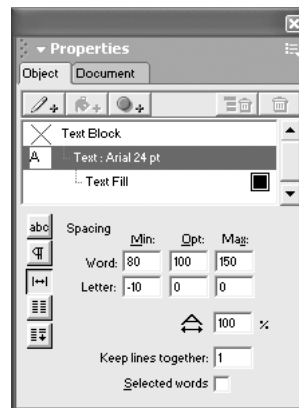 Properties
Object Document
Text Block
A Text : Arial 24 pt
Text Fill
abc Spacing
Min: Opt: Max:
¶ Word: 80 100 150
Letter: -10 0 0
100 %
Keep lines together: 1
Selected words